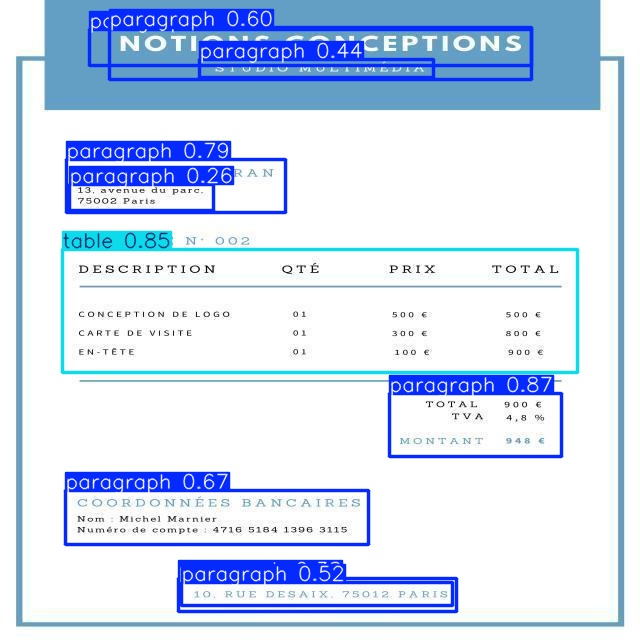 paragraph 0.60
NOTIONS CONCEPTIONS
paragraph 0.44
STUDIO MULTIMÉDIA
paragraph 0.79
paragraph 0.26
13, avenue du parc,
75002 Paris
table 0.85 N° 002
DESCRIPTION QTÉ PRIX TOTAL
CONCEPTION DE LOGO 01 500 € 500 €
CARTE DE VISITE 01 300 € 800 €
EN-TÊTE 01 100 € 900 €
paragraph 0.87
TOTAL 900 €
TVA 4,8 %
MONTANT 948 €
paragraph 0.67
COORDONNÉES BANCAIRES
Nom : Michel Marnier
Numéro de compte : 4716 5184 1396 3115
paragraph 0.52
10, RUE DESAIX, 75012 PARIS